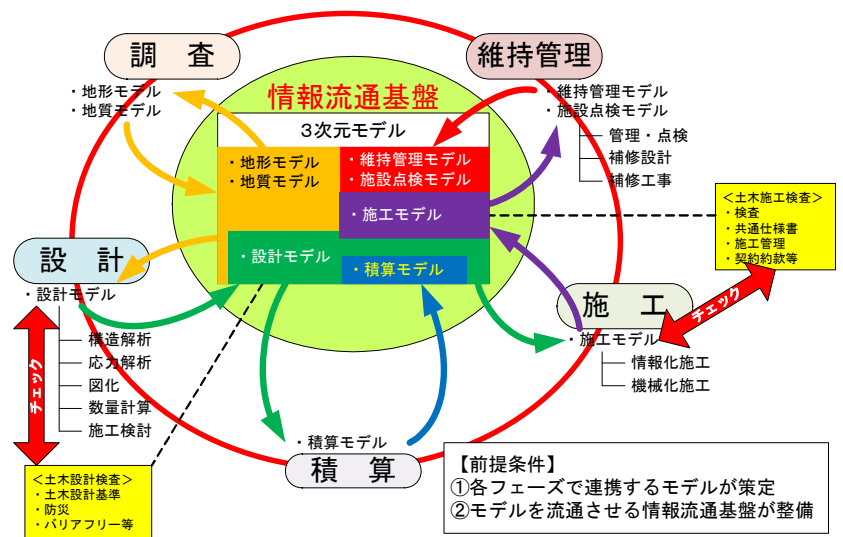 調　査
・地形モデル
・地質モデル
維持管理
・維持管理モデル
・施設点検モデル
管理・点検
補修設計
補修工事
情報流通基盤
３次元モデル
・地形モデル
・地質モデル
・維持管理モデル
・施設点検モデル
・施工モデル
・設計モデル
・積算モデル
＜土木施工検査＞
・検査
・共通仕様書
・施工管理
・契約約款等
チェック
設　計
・設計モデル
構造解析
応力解析
図化
数量計算
施工検討
チェック
＜土木設計検査＞
・土木設計基準
・防災
・バリアフリー等
施　工
・施工モデル
情報化施工
機械化施工
・積算モデル
積　算
【前提条件】
①各フェーズで連携するモデルが策定
②モデルを流通させる情報流通基盤が整備